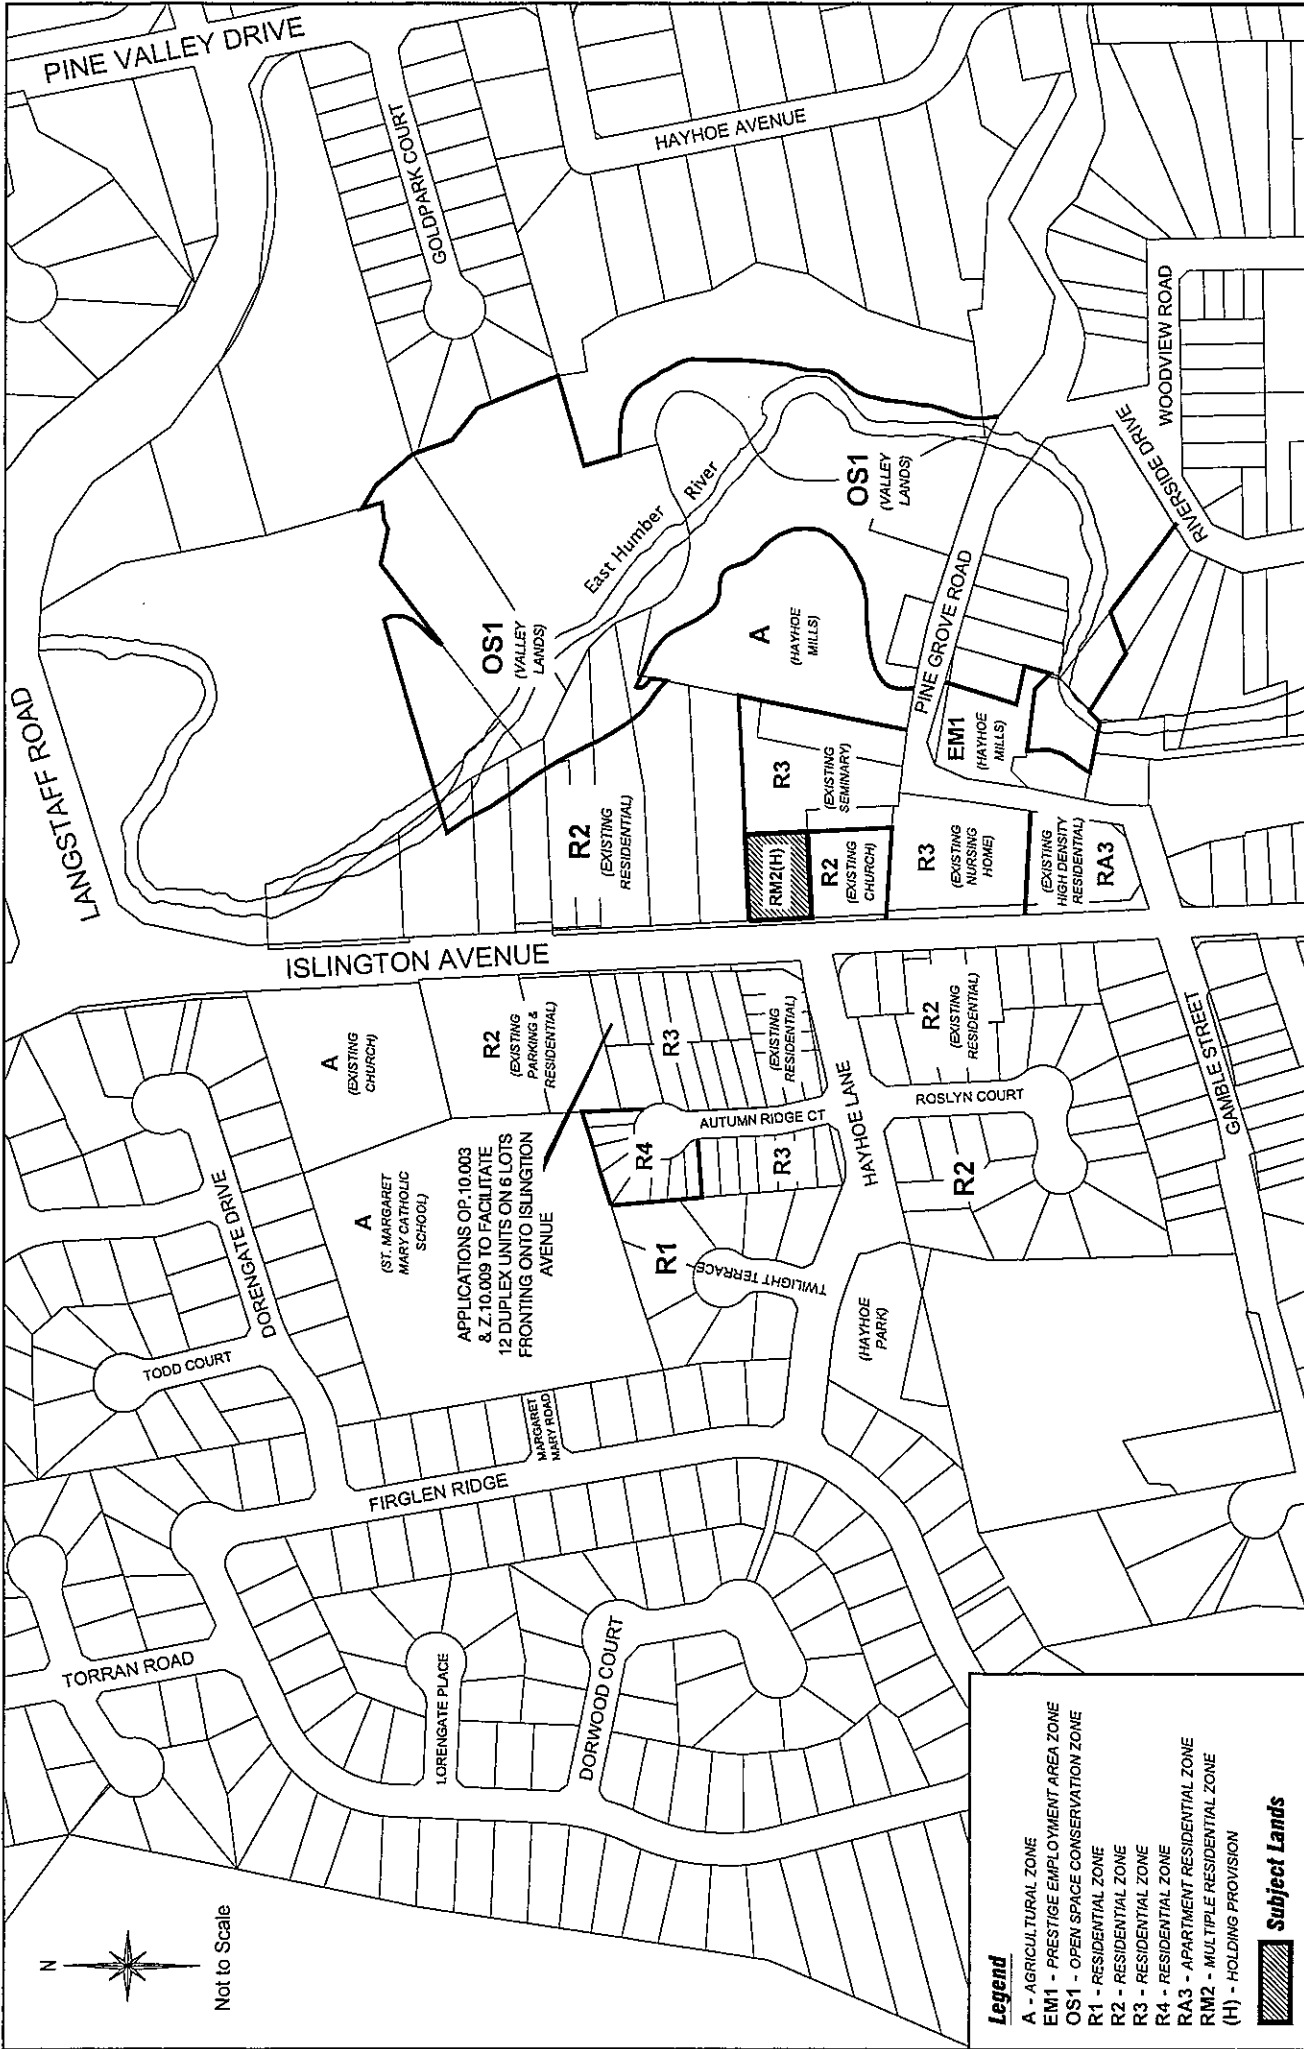 PINE VALLEY DRIVE
GOLDPARK COURT
HAYHOE AVENUE
WOODVIEW ROAD
RIVERSIDE DRIVE
LANGSTAFF ROAD
OS1
(VALLEY
LANDS)
East Humber River
OS1
(VALLEY
LANDS)
A
(HAYHOE
MILLS)
PINE GROVE ROAD
R2
(EXISTING
RESIDENTIAL)
R3
(EXISTING
SEMINARY)
EM1
(HAYHOE
MILLS)
RM2(H)
R2
(EXISTING
CHURCH)
R3
(EXISTING
NURSING
HOME)
(EXISTING
HIGH DENSITY
RESIDENTIAL)
RA3
ISLINGTON AVENUE
A
(EXISTING
CHURCH)
R2
(EXISTING
PARKING &
RESIDENTIAL)
R3
(EXISTING
RESIDENTIAL)
R2
(EXISTING
RESIDENTIAL)
GAMBLE STREET
HAYHOE LANE
AUTUMN RIDGE CT
ROSLYN COURT
R4
R3
R2
A
(ST. MARGARET
MARY CATHOLIC
SCHOOL)
APPLICATIONS OP.10.003
& Z.10.009 TO FACILITATE
12 DUPLEX UNITS ON 6 LOTS
FRONTING ONTO ISLINGTION
AVENUE
R1
TWILIGHT TERRACE
(HAYHOE
PARK)
DORENGATE DRIVE
TODD COURT
MARGARET
MARY ROAD
FIRGLEN RIDGE
TORRAN ROAD
LORENGATE PLACE
DORWOOD COURT
N
Not to Scale
Legend
A - AGRICULTURAL ZONE
EM1 - PRESTIGE EMPLOYMENT AREA ZONE
OS1 - OPEN SPACE CONSERVATION ZONE
R1 - RESIDENTIAL ZONE
R2 - RESIDENTIAL ZONE
R3 - RESIDENTIAL ZONE
R4 - RESIDENTIAL ZONE
RA3 - APARTMENT RESIDENTIAL ZONE
RM2 - MULTIPLE RESIDENTIAL ZONE
(H) - HOLDING PROVISION
Subject Lands